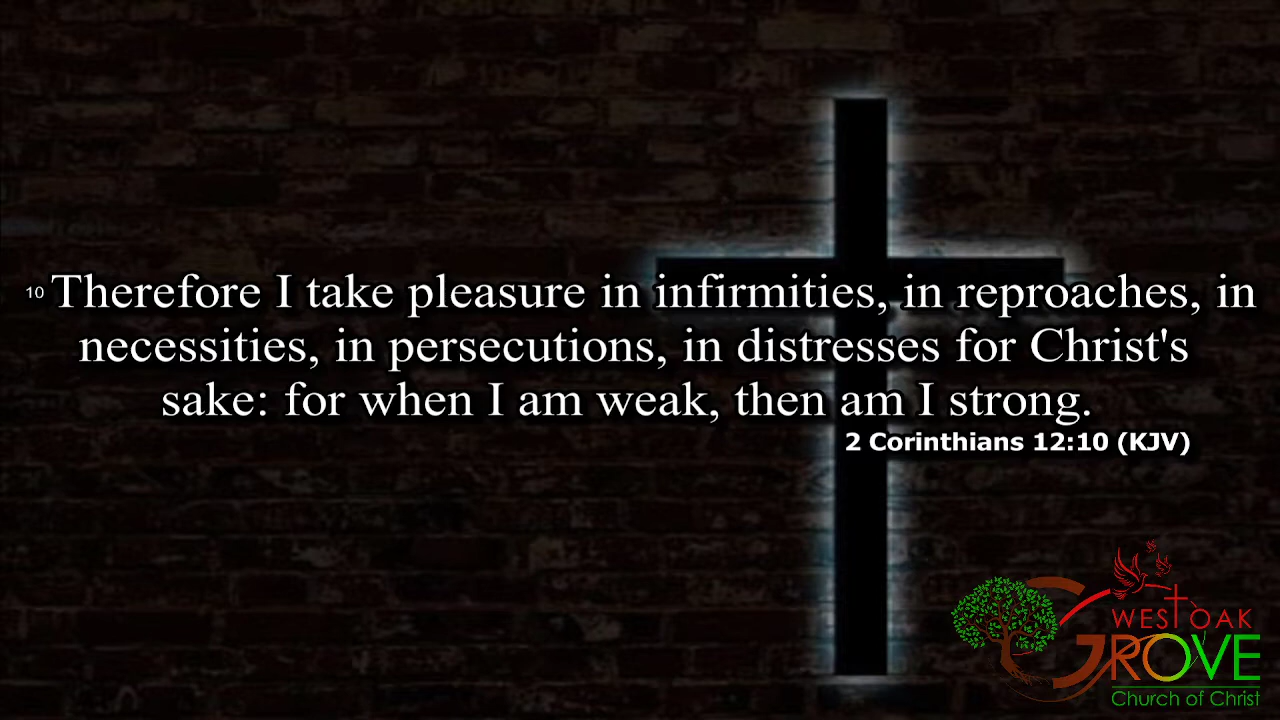 10 Therefore I take pleasure in infirmities, in reproaches, in
necessities, in persecutions, in distresses for Christ's
sake: for when I am weak, then am I strong.
2 Corinthians 12:10 (KJV)
WEST OAK
GROVE
Church of Christ